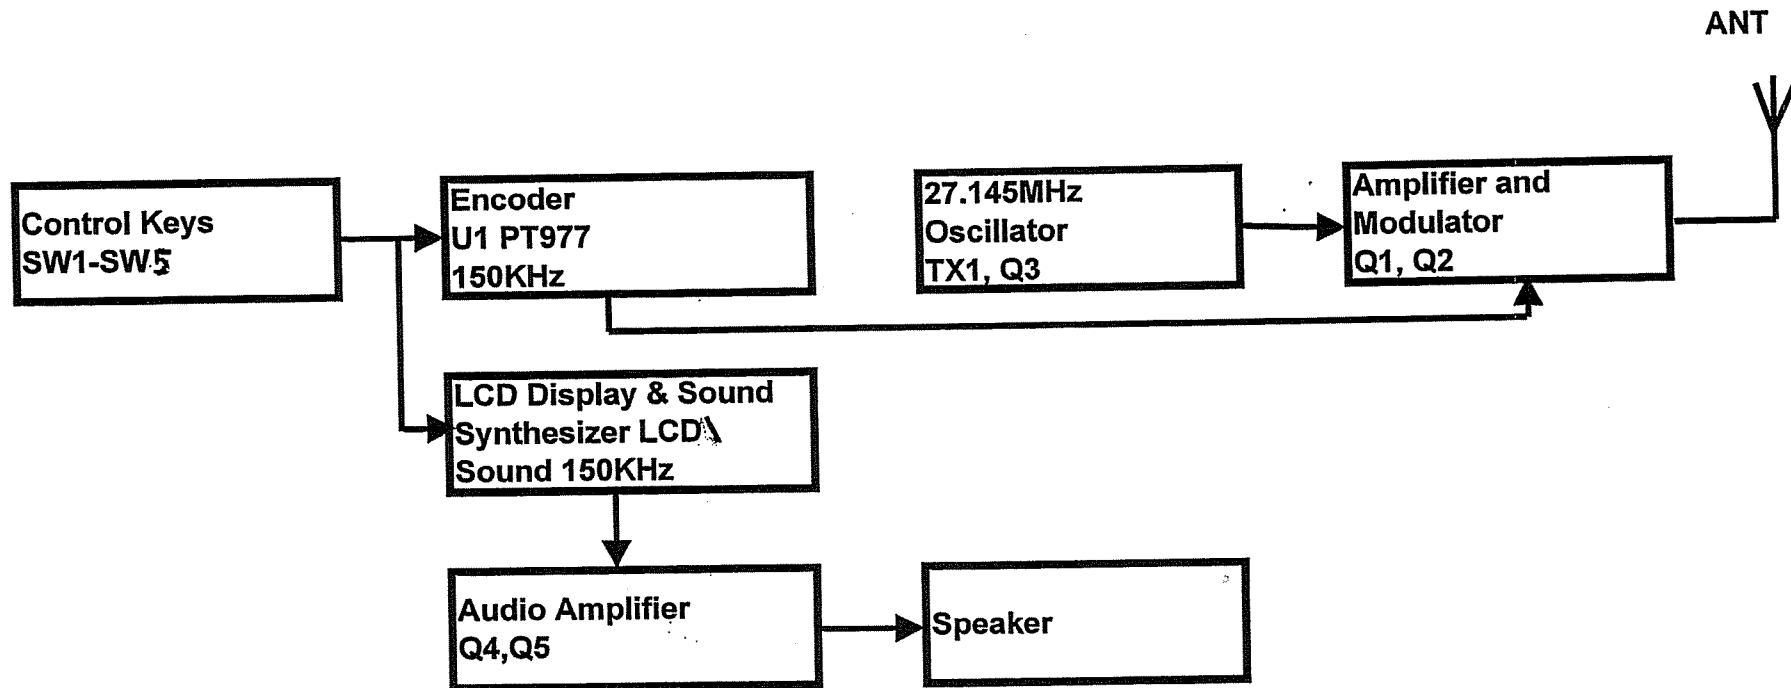 ANT
Control Keys
SW1-SW5
Encoder
U1 PT977
150KHz
27.145MHz
Oscillator
TX1, Q3
Amplifier and
Modulator
Q1, Q2
LCD Display & Sound
Synthesizer LCD\
Sound 150KHz
Audio Amplifier
Q4,Q5
Speaker